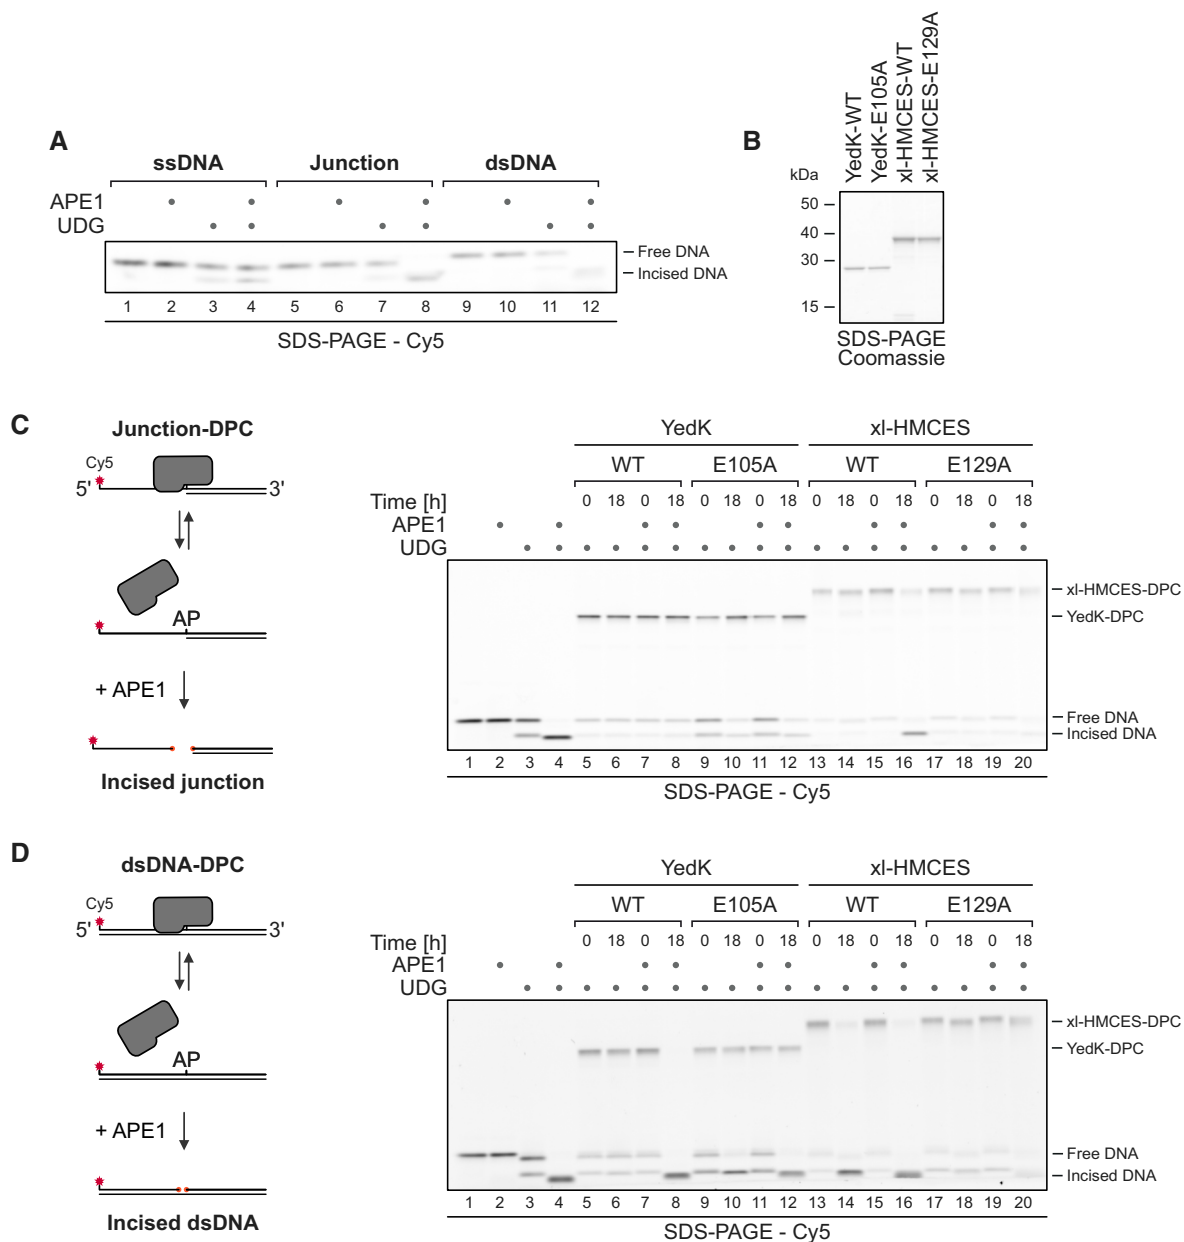 A
ssDNA Junction dsDNA
APE1
UDG
Free DNA
Incised DNA
1 2 3 4 5 6 7 8 9 10 11 12
SDS-PAGE - Cy5
B
YedK-WT
YedK-E105A
xl-HMCES-WT
xl-HMCES-E129A
kDa
50
40
30
15
SDS-PAGE
Coomassie
C
Junction-DPC
Cy5
5' 3'
AP
+ APE1
Incised junction
YedK xl-HMCES
WT E105A WT E129A
Time [h] 0 18 0 18 0 18 0 18 0 18 0 18 0 18 0 18
APE1
UDG
xl-HMCES-DPC
YedK-DPC
Free DNA
Incised DNA
1 2 3 4 5 6 7 8 9 10 11 12 13 14 15 16 17 18 19 20
SDS-PAGE - Cy5
D
dsDNA-DPC
Cy5
5' 3'
AP
+ APE1
Incised dsDNA
YedK xl-HMCES
WT E105A WT E129A
Time [h] 0 18 0 18 0 18 0 18 0 18 0 18 0 18 0 18
APE1
UDG
xl-HMCES-DPC
YedK-DPC
Free DNA
Incised DNA
1 2 3 4 5 6 7 8 9 10 11 12 13 14 15 16 17 18 19 20
SDS-PAGE - Cy5